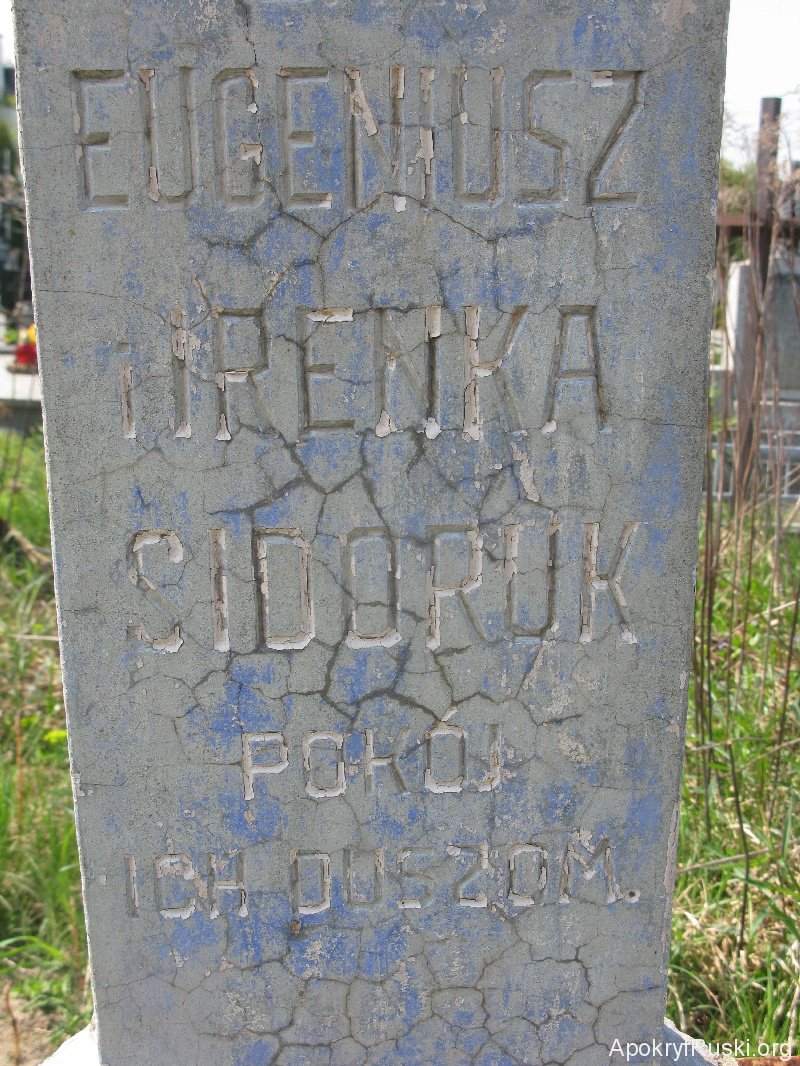 EUGENIUSZ
i IRENKA
SIDORUK
POKÓJ
ICH DUSZOM.
ApokryfRuski.org